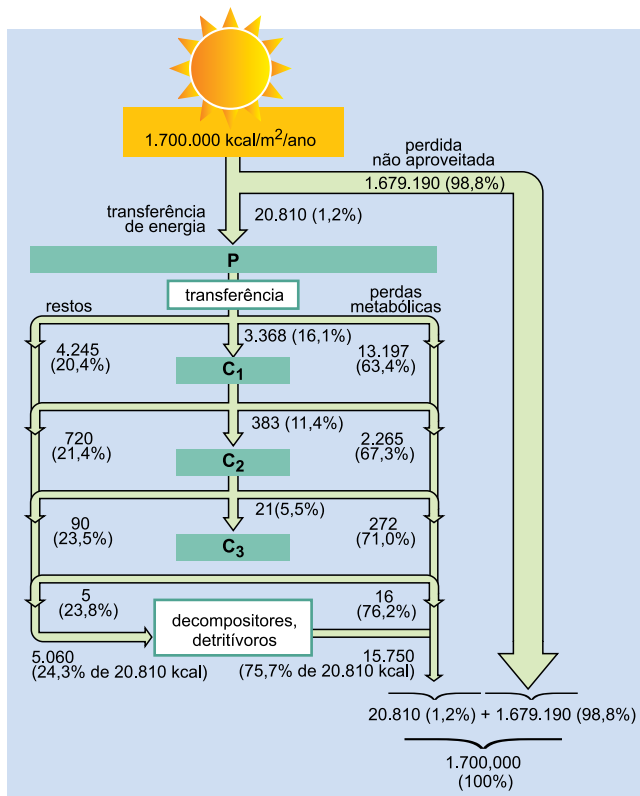 1.700.000 kcal/m²/ano
perdida
não aproveitada
1.679.190 (98,8%)
transferência
de energia
20.810 (1,2%)
P
transferência
restos
perdas
metabólicas
3.368 (16,1%)
4.245
(20,4%)
13.197
(63,4%)
C₁
383 (11,4%)
720
(21,4%)
2.265
(67,3%)
C₂
21(5,5%)
90
(23,5%)
272
(71,0%)
C₃
5
(23,8%)
16
(76,2%)
decompositores,
detritívoros
5.060
(24,3% de 20.810 kcal)
15.750
(75,7% de 20.810 kcal)
20.810 (1,2%) + 1.679.190 (98,8%)
1.700,000
(100%)